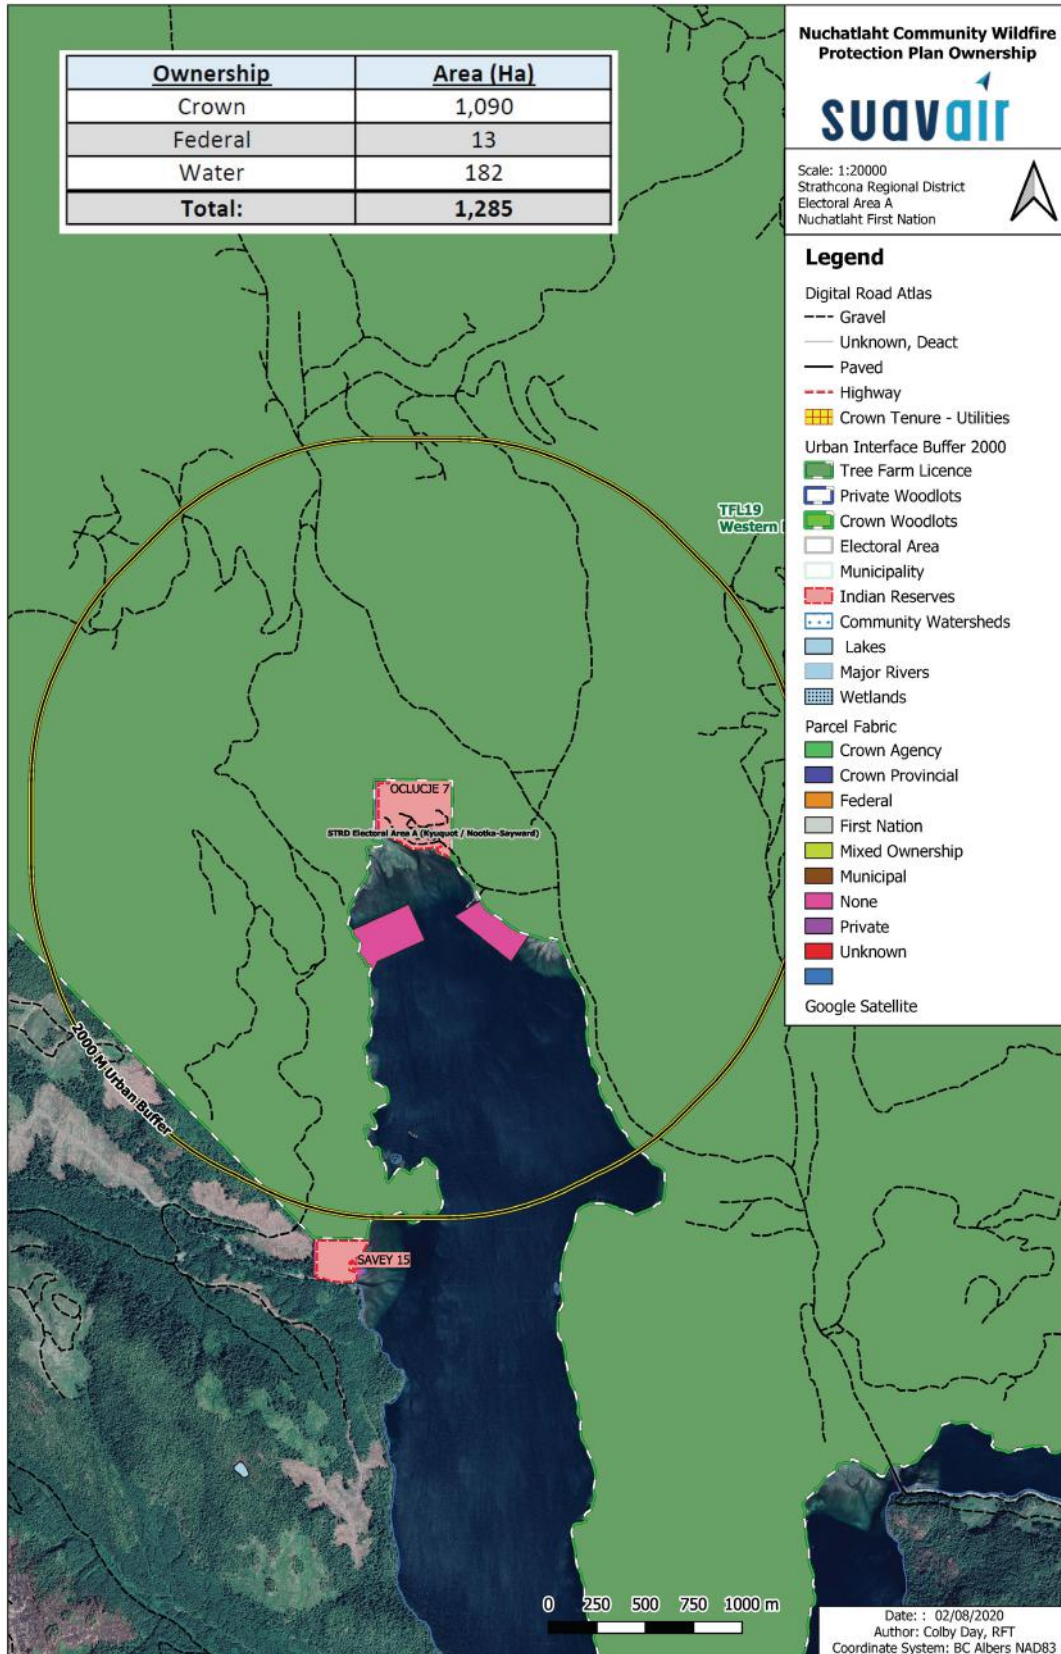 Nuchatlaht Community Wildfire
Protection Plan Ownership
suavair
Scale: 1:20000
Strathcona Regional District
Electoral Area A
Nuchatlaht First Nation
Ownership Area (Ha)
Crown 1,090
Federal 13
Water 182
Total: 1,285
Legend
Digital Road Atlas
Gravel
Unknown, Deact
Paved
Highway
Crown Tenure - Utilities
Urban Interface Buffer 2000
Tree Farm Licence
Private Woodlots
Crown Woodlots
Electoral Area
Municipality
Indian Reserves
Community Watersheds
Lakes
Major Rivers
Wetlands
Parcel Fabric
Crown Agency
Crown Provincial
Federal
First Nation
Mixed Ownership
Municipal
None
Private
Unknown
Google Satellite
TFL19
Western
OCLUCJE 7
STRD Electoral Area A (Kyuquot / Nootka-Sayward)
2000 M Urban Buffer
SAVEY 15
0 250 500 750 1000 m
Date: : 02/08/2020
Author: Colby Day, RFT
Coordinate System: BC Albers NAD83